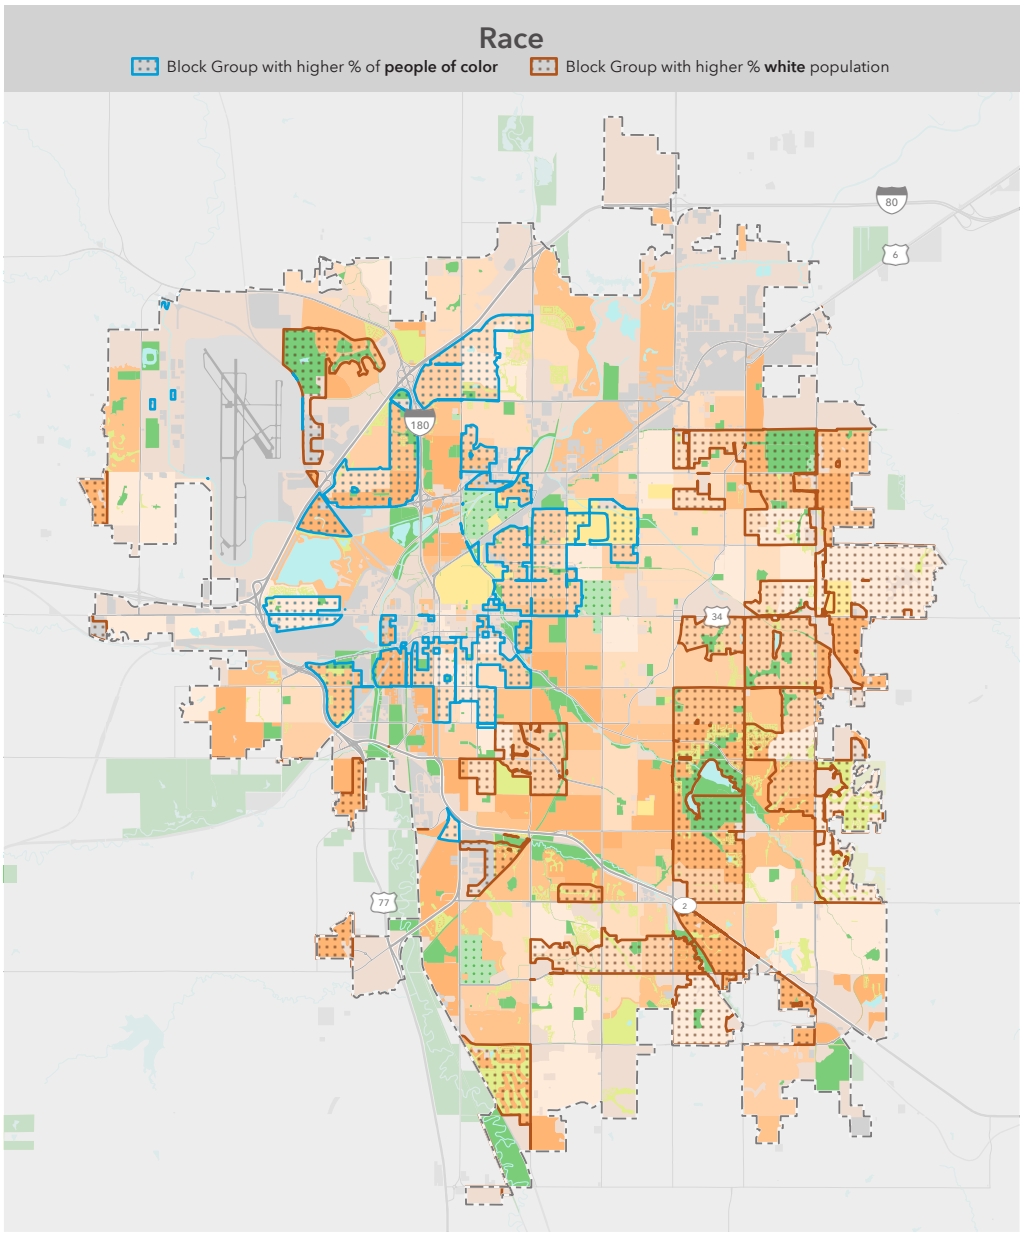 Race
Block Group with higher % of people of color
Block Group with higher % white population
80
6
180
34
77
2